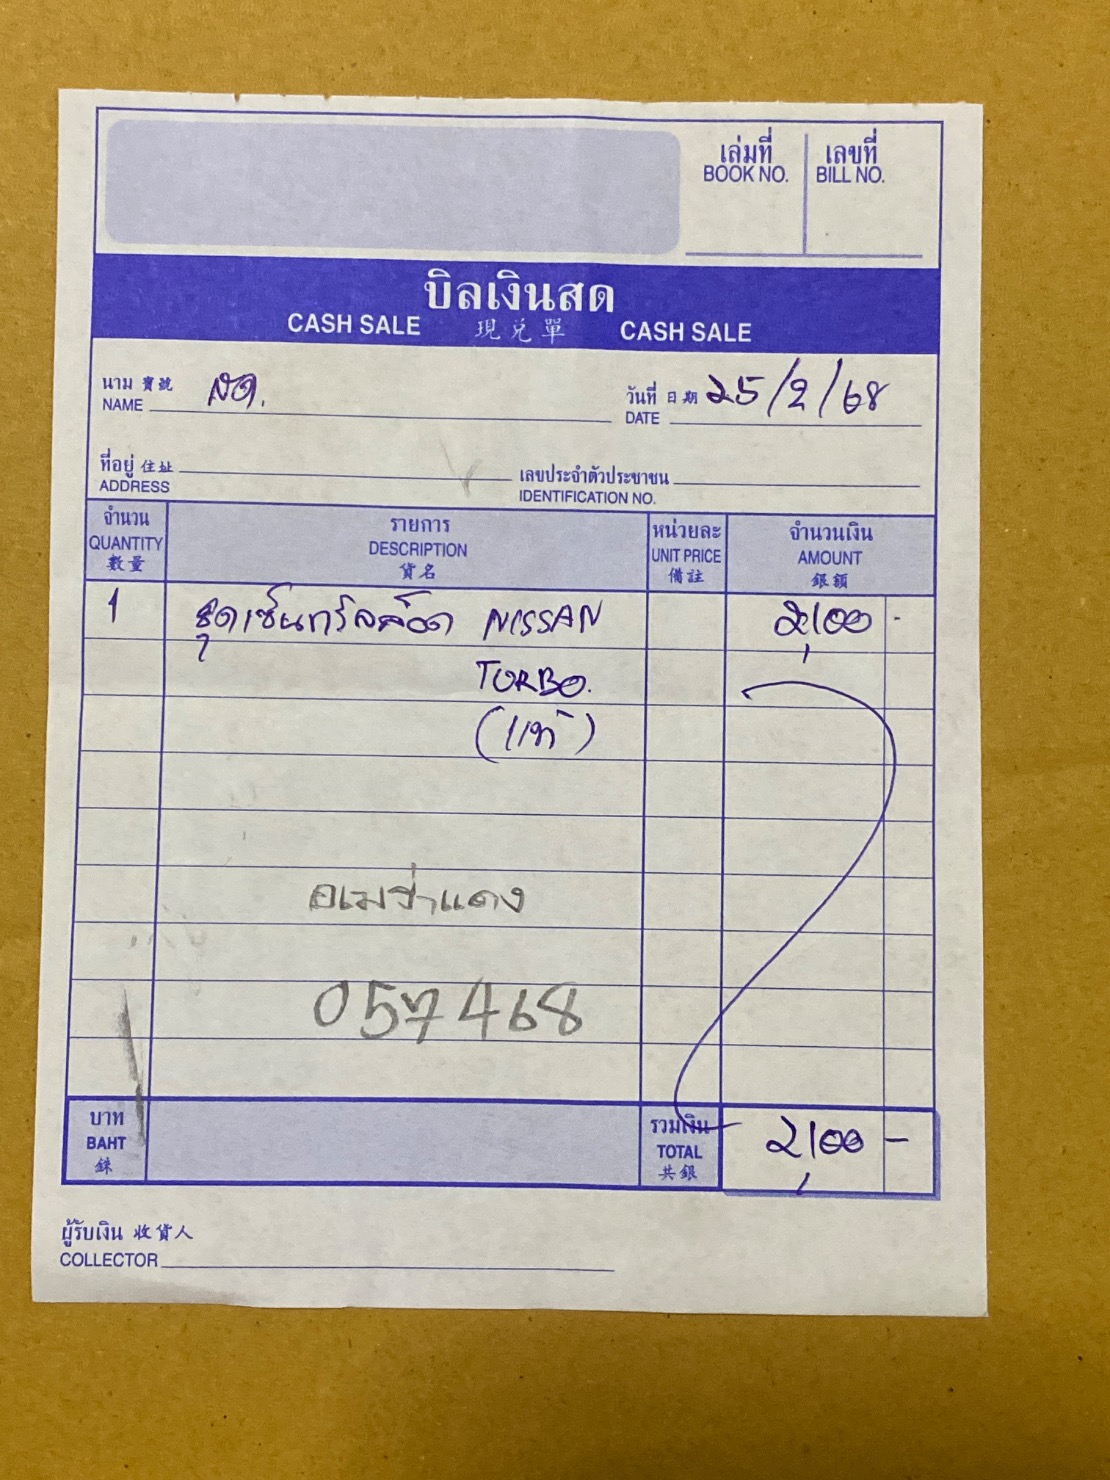 เล่มที่ เลขที่
BOOK NO. BILL NO.
บิลเงินสด
CASH SALE 現兌單 CASH SALE
นาม 寶號 สด. วันที่ 日期 25/2/68
NAME DATE
ที่อยู่ 住址 เลขประจำตัวประชาชน
ADDRESS IDENTIFICATION NO.
จำนวน รายการ หน่วยละ จำนวนเงิน
QUANTITY DESCRIPTION UNIT PRICE AMOUNT
數量 貨名 備註 銀額
1 ชุดเซ็นทรัลล็อด NISSAN 2,100 -
TURBO.
(แท้)
อเมซ่าแดง
057468
บาท รวมเงิน
BAHT TOTAL 2,100 -
銖 共銀
ผู้รับเงิน 收貨人
COLLECTOR